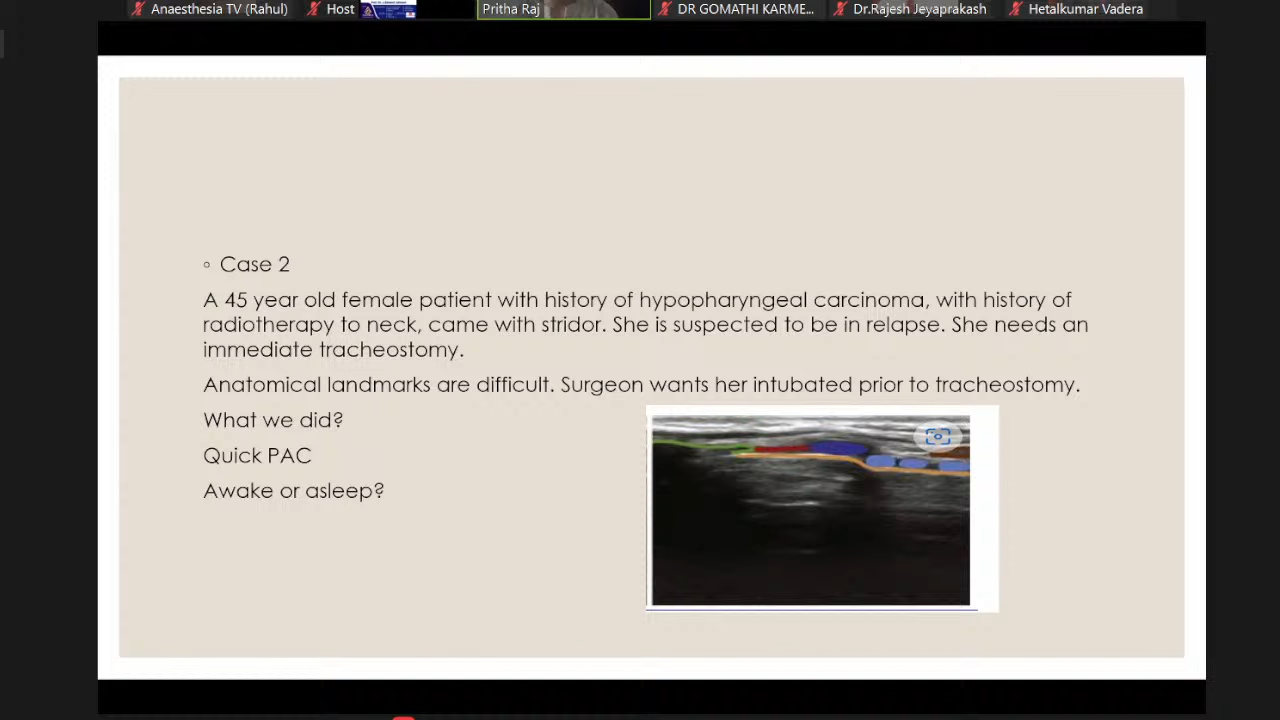 Anaesthesia TV (Rahul) Host Pritha Raj DR GOMATHI KARME... Dr.Rajesh Jeyaprakash Hetalkumar Vadera
◦ Case 2
A 45 year old female patient with history of hypopharyngeal carcinoma, with history of
radiotherapy to neck, came with stridor. She is suspected to be in relapse. She needs an
immediate tracheostomy.
Anatomical landmarks are difficult. Surgeon wants her intubated prior to tracheostomy.
What we did?
Quick PAC
Awake or asleep?